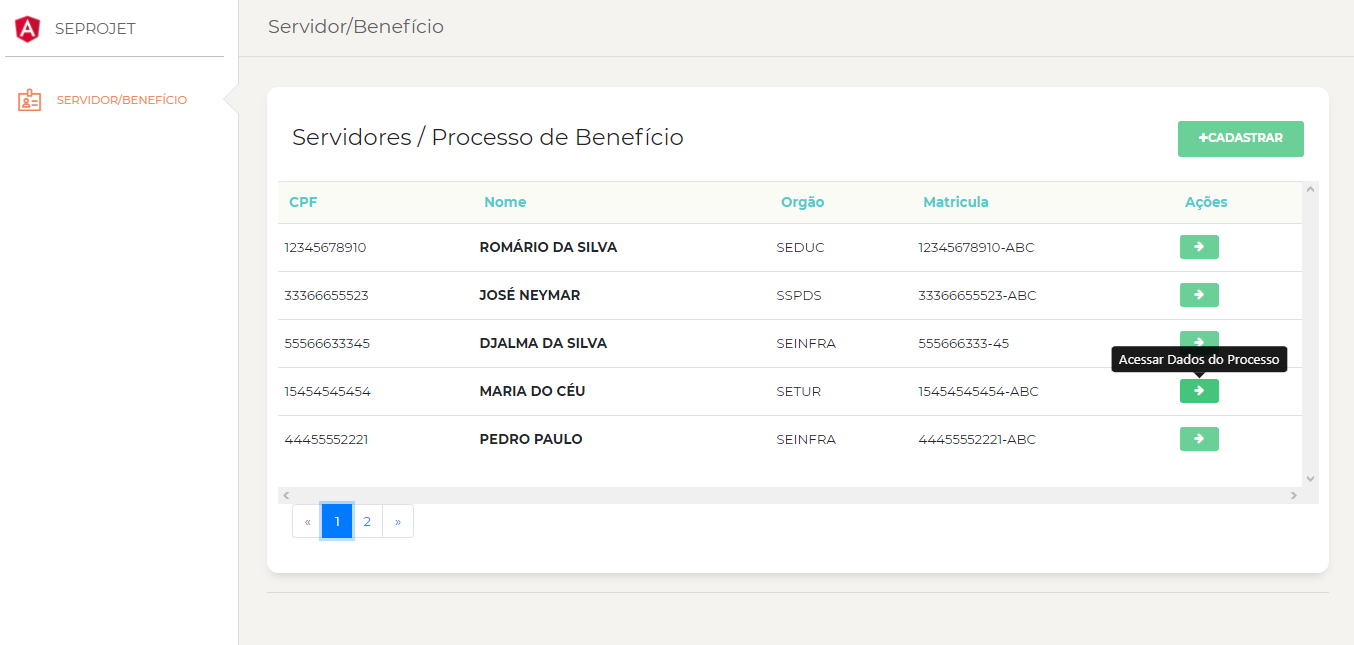 SEPROJET
Servidor/Benefício
SERVIDOR/BENEFÍCIO
Servidores / Processo de Benefício
+CADASTRAR
CPF Nome Orgão Matricula Ações
12345678910 ROMÁRIO DA SILVA SEDUC 12345678910-ABC
33366655523 JOSÉ NEYMAR SSPDS 33366655523-ABC
55566633345 DJALMA DA SILVA SEINFRA 555666333-45
Acessar Dados do Processo
15454545454 MARIA DO CÉU SETUR 15454545454-ABC
44455552221 PEDRO PAULO SEINFRA 44455552221-ABC
« 1 2 »